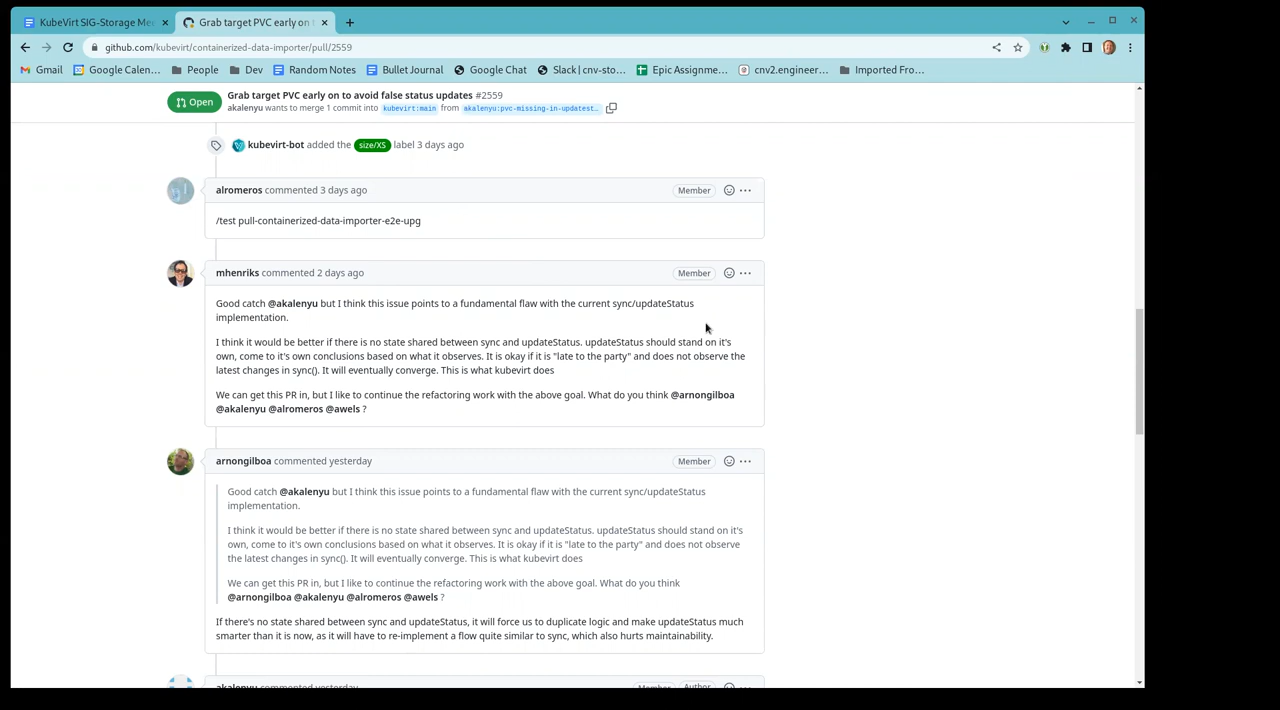 KubeVirt SIG-Storage Me
Grab target PVC early on t
github.com/kubevirt/containerized-data-importer/pull/2559
Gmail
Google Calen…
People
Dev
Random Notes
Bullet Journal
Google Chat
Slack | cnv-sto…
Epic Assignme…
cnv2.engineer…
Imported Fro…
Open
Grab target PVC early on to avoid false status updates #2559
akalenyu wants to merge 1 commit into kubevirt:main from akalenyu:pvc-missing-in-updatest…
kubevirt-bot added the size/XS label 3 days ago
alromeros commented 3 days ago
Member
/test pull-containerized-data-importer-e2e-upg
mhenriks commented 2 days ago
Member
Good catch @akalenyu but I think this issue points to a fundamental flaw with the current sync/updateStatus
implementation.
I think it would be better if there is no state shared between sync and updateStatus. updateStatus should stand on it's
own, come to it's own conclusions based on what it observes. It is okay if it is "late to the party" and does not observe the
latest changes in sync(). It will eventually converge. This is what kubevirt does
We can get this PR in, but I like to continue the refactoring work with the above goal. What do you think @arnongilboa
@akalenyu @alromeros @awels ?
arnongilboa commented yesterday
Member
Good catch @akalenyu but I think this issue points to a fundamental flaw with the current sync/updateStatus
implementation.
I think it would be better if there is no state shared between sync and updateStatus. updateStatus should stand on it's
own, come to it's own conclusions based on what it observes. It is okay if it is "late to the party" and does not observe
the latest changes in sync(). It will eventually converge. This is what kubevirt does
We can get this PR in, but I like to continue the refactoring work with the above goal. What do you think
@arnongilboa @akalenyu @alromeros @awels ?
If there's no state shared between sync and updateStatus, it will force us to duplicate logic and make updateStatus much
smarter than it is now, as it will have to re-implement a flow quite similar to sync, which also hurts maintainability.
akalenyu commented yesterday
Member
Author